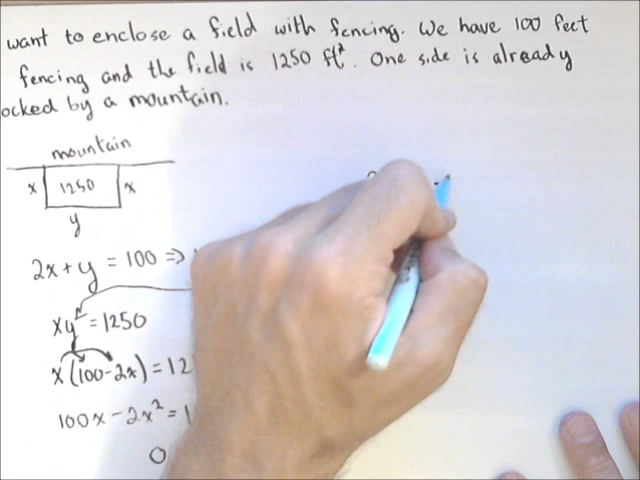 want to enclose a field with fencing. We have 100 feet
fencing and the field is 1250 ft². One side is already
ocked by a mountain.
mountain
x 1250 x
y
2x + y = 100 =>
xy = 1250
x(100-2x) = 12
100x - 2x² = 1
0